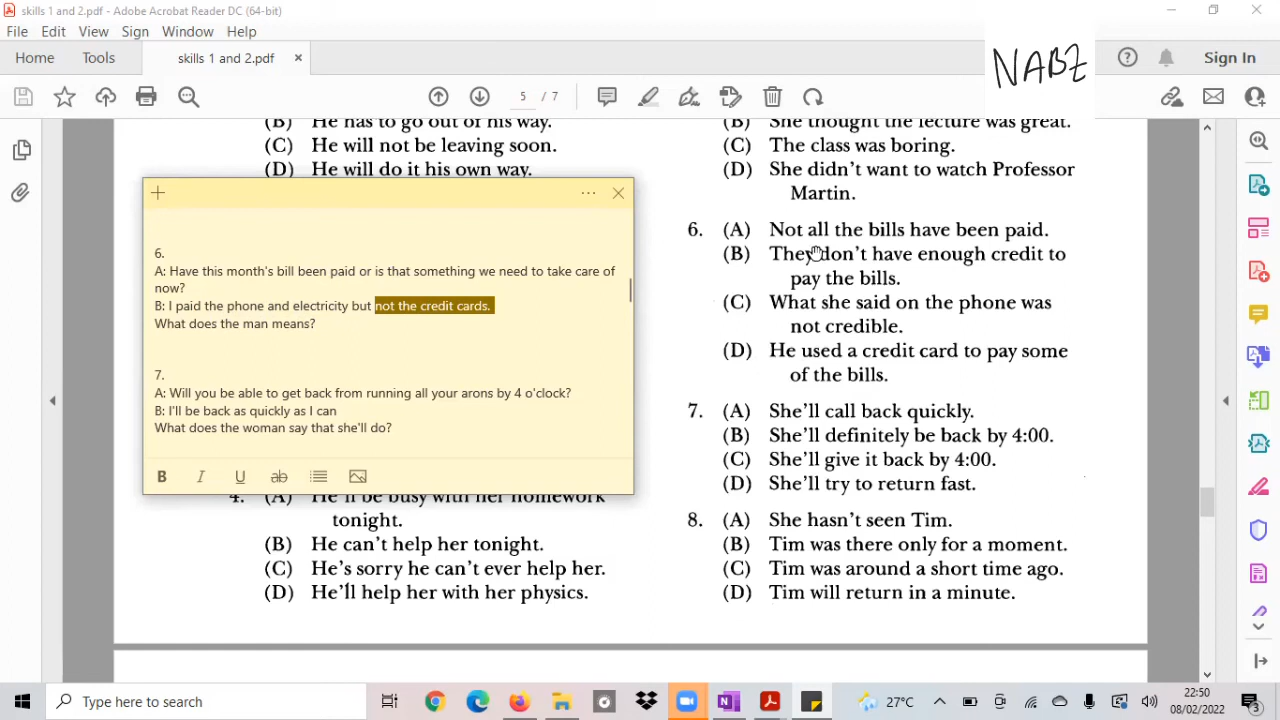 skills 1 and 2.pdf - Adobe Acrobat Reader DC (64-bit)
File Edit View Sign Window Help
Home Tools skills 1 and 2.pdf × Sign In
NABZ
5 / 7
(B) He has to go out of his way.
(C) He will not be leaving soon.
(D) He will do it his own way.
6.
A: Have this month's bill been paid or is that something we need to take care of
now?
B: I paid the phone and electricity but not the credit cards.
What does the man means?
7.
A: Will you be able to get back from running all your arons by 4 o'clock?
B: I'll be back as quickly as I can
What does the woman say that she'll do?
B I U ab
4. (A) He'll be busy with her homework
tonight.
(B) He can't help her tonight.
(C) He's sorry he can't ever help her.
(D) He'll help her with her physics.
(B) She thought the lecture was great.
(C) The class was boring.
(D) She didn't want to watch Professor
Martin.
6. (A) Not all the bills have been paid.
(B) They don't have enough credit to
pay the bills.
(C) What she said on the phone was
not credible.
(D) He used a credit card to pay some
of the bills.
7. (A) She'll call back quickly.
(B) She'll definitely be back by 4:00.
(C) She'll give it back by 4:00.
(D) She'll try to return fast.
8. (A) She hasn't seen Tim.
(B) Tim was there only for a moment.
(C) Tim was around a short time ago.
(D) Tim will return in a minute.
Type here to search
27°C
22:50
08/02/2022
3